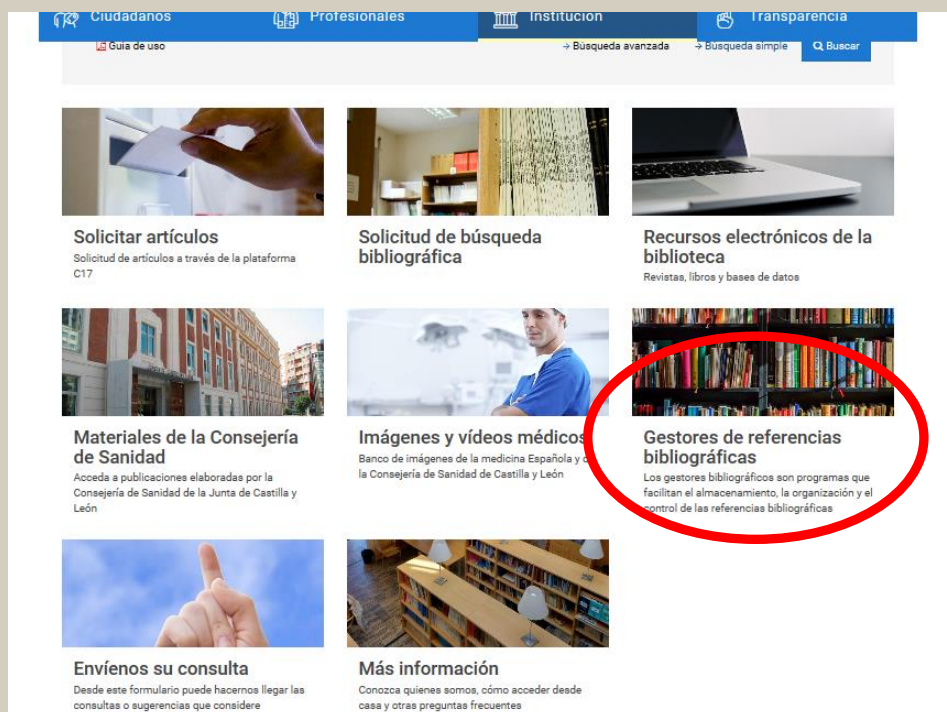 Ciudadanos
Profesionales
Institución
Transparencia
Guía de uso
→ Búsqueda avanzada
→ Búsqueda simple
Buscar
Solicitar artículos
Solicitud de artículos a través de la plataforma
C17
Solicitud de búsqueda
bibliográfica
Recursos electrónicos de la
biblioteca
Revistas, libros y bases de datos
Materiales de la Consejería
de Sanidad
Acceda a publicaciones elaboradas por la
Consejería de Sanidad de la Junta de Castilla y
León
Imágenes y vídeos médicos
Banco de imágenes de la medicina Española y d
la Consejería de Sanidad de Castilla y León
Gestores de referencias
bibliográficas
Los gestores bibliográficos son programas que
facilitan el almacenamiento, la organización y el
control de las referencias bibliográficas
Envíenos su consulta
Desde este formulario puede hacernos llegar las
consultas o sugerencias que considere
Más información
Conozca quienes somos, cómo acceder desde
casa y otras preguntas frecuentes